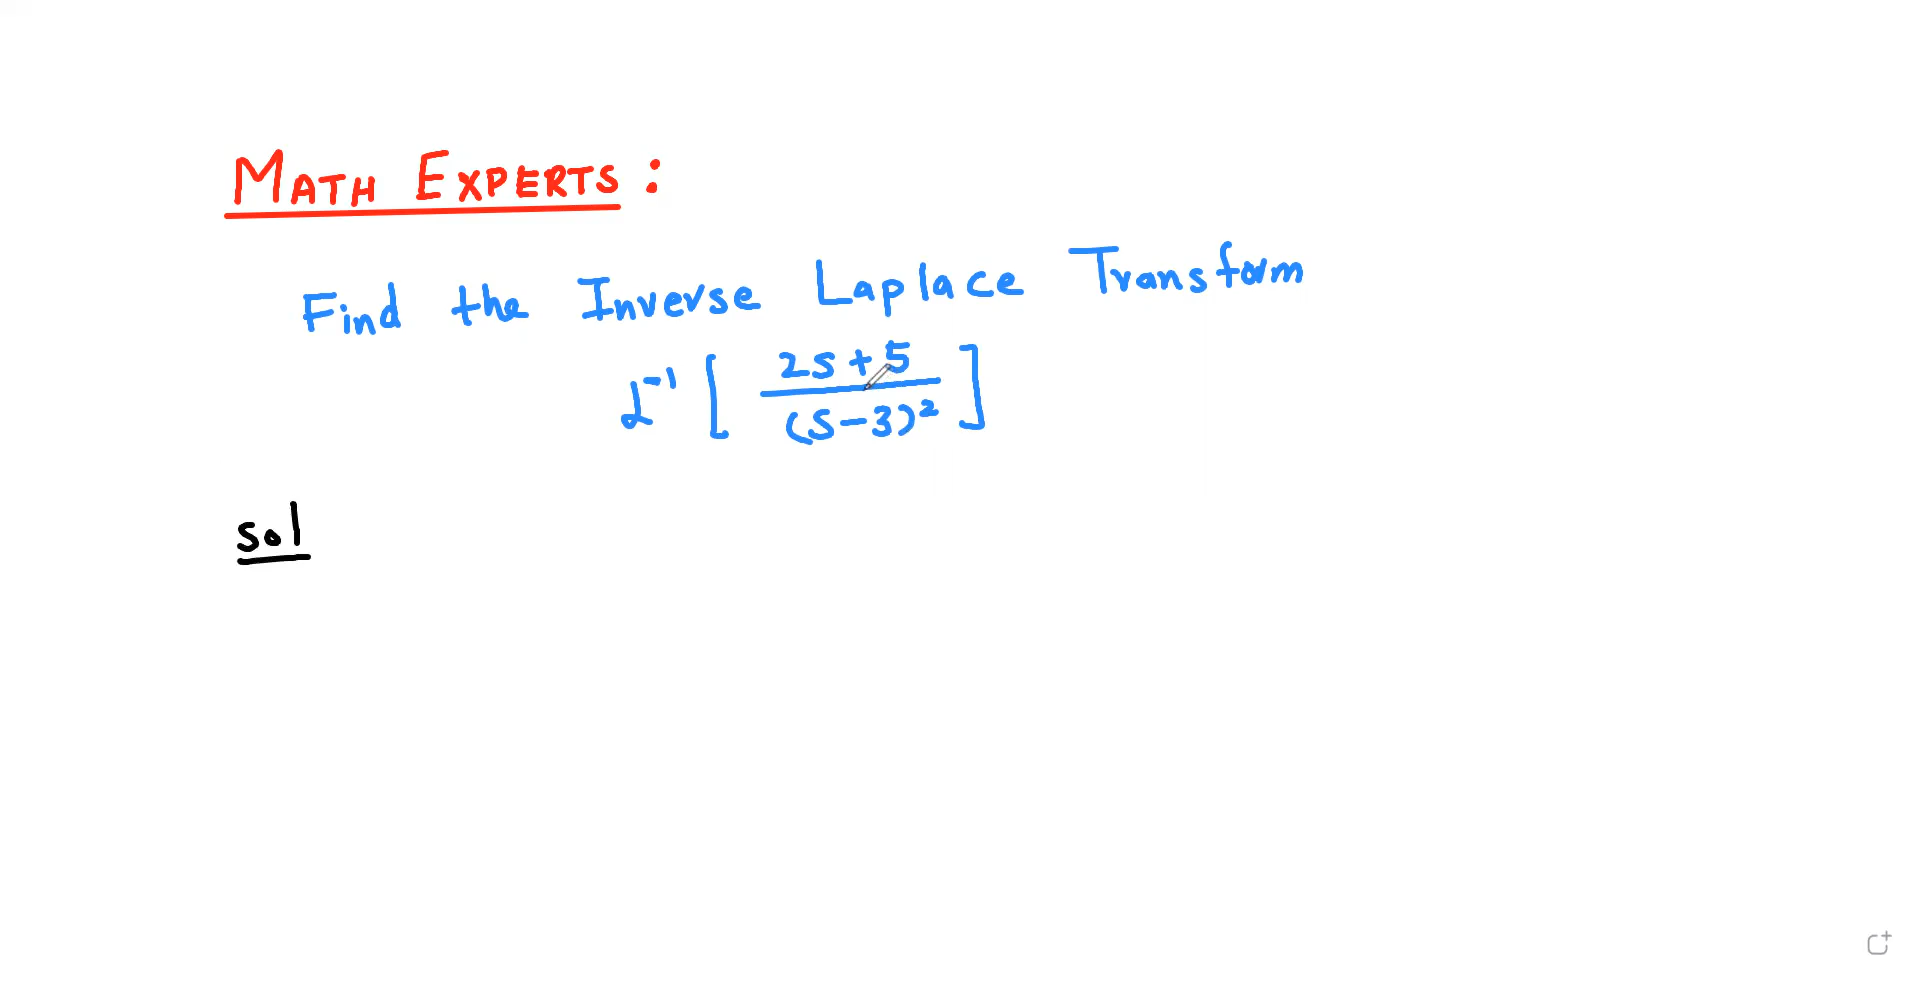 MATH EXPERTS :
Find the Inverse Laplace Transform
ℒ⁻¹ [ (2s+5) / (s-3)² ]
sol